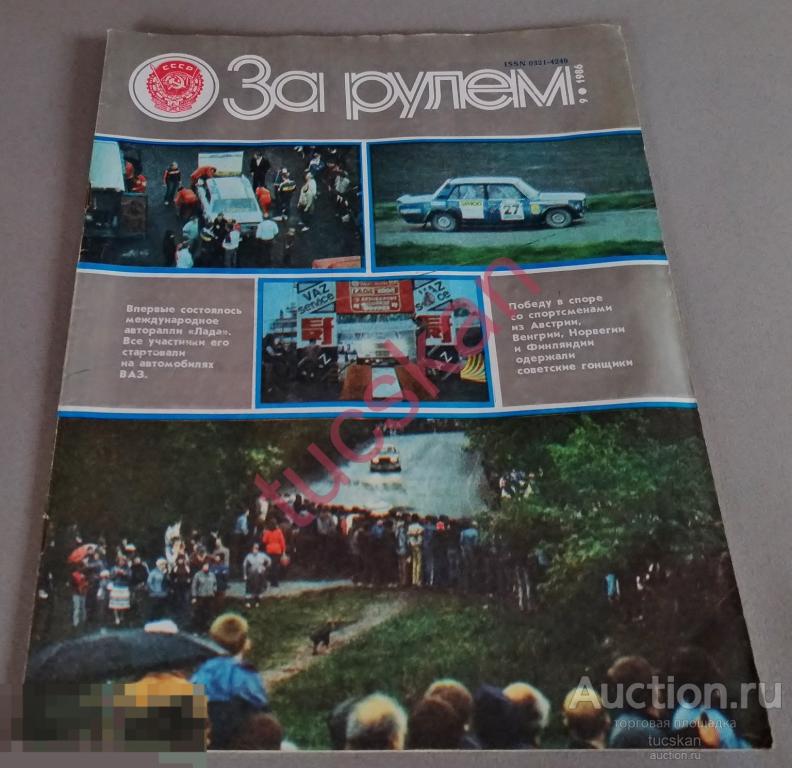 СССР
За рулем
ISSN 0321-4249
9 • 1986
27
Впервые состоялось
международное
авторалли «Лада».
Все участники его
стартовали
на автомобилях
ВАЗ.
VAZ
service
Победу в споре
со спортсменами
из Австрии,
Венгрии, Норвегии
и Финляндии
одержали
советские гонщики
tucskan
Auction.ru
торговая площадка
tucskan
auction.ru